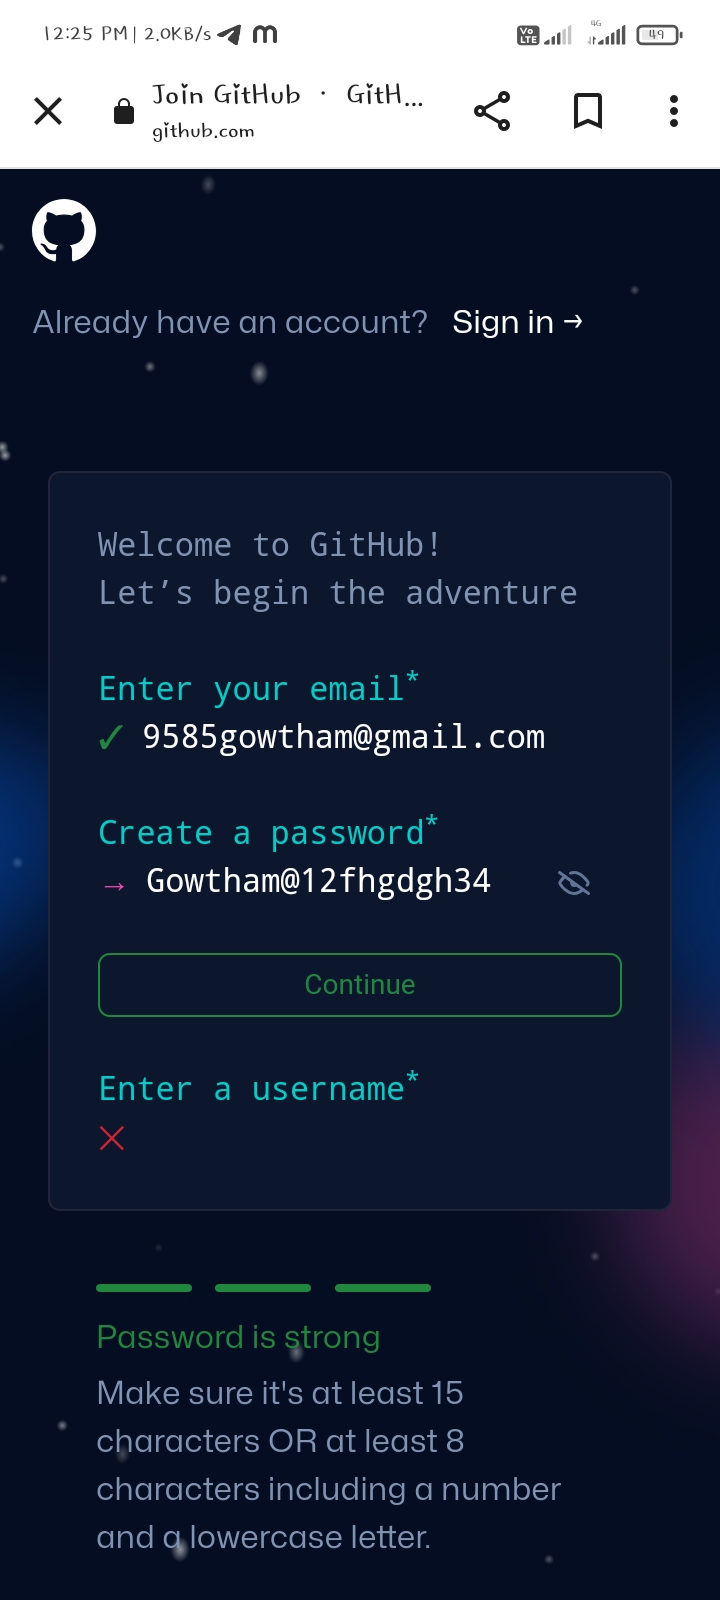 12:25 PM | 2.0KB/s
Vo LTE 4G 49
Join GitHub · GitH...
github.com
Already have an account? Sign in →
Welcome to GitHub!
Let’s begin the adventure
Enter your email*
✓ 9585gowtham@gmail.com
Create a password*
→ Gowtham@12fhgdgh34
Continue
Enter a username*
Password is strong
Make sure it's at least 15
characters OR at least 8
characters including a number
and a lowercase letter.